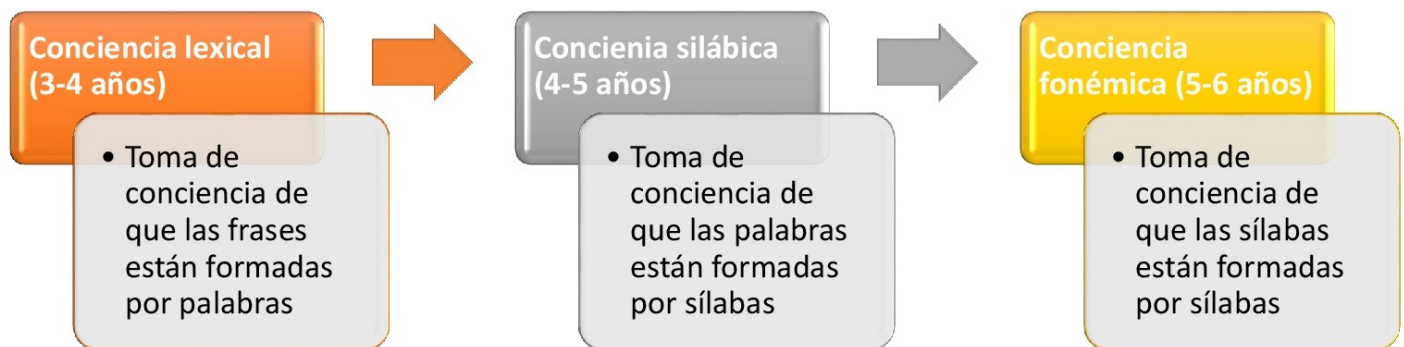 Conciencia lexical
(3-4 años)
• Toma de
conciencia de
que las frases
están formadas
por palabras
Concienia silábica
(4-5 años)
• Toma de
conciencia de
que las palabras
están formadas
por sílabas
Conciencia
fonémica (5-6 años)
• Toma de
conciencia de
que las sílabas
están formadas
por sílabas